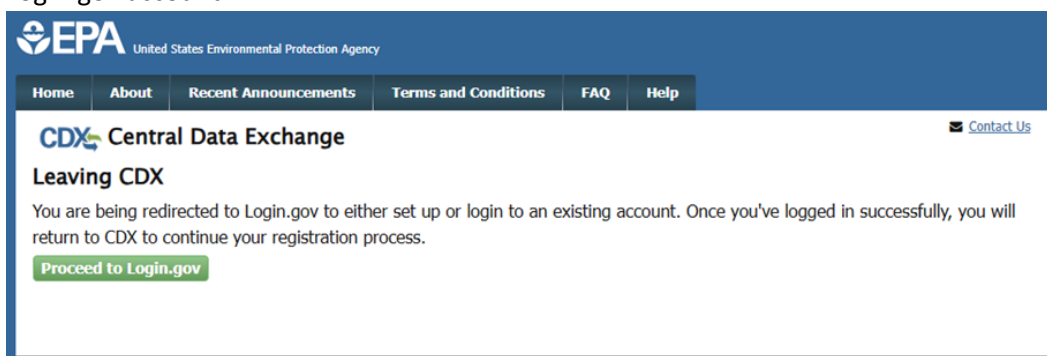 EPA United States Environmental Protection Agency
Home About Recent Announcements Terms and Conditions FAQ Help
CDX Central Data Exchange
Contact Us
Leaving CDX
You are being redirected to Login.gov to either set up or login to an existing account. Once you've logged in successfully, you will
return to CDX to continue your registration process.
Proceed to Login.gov